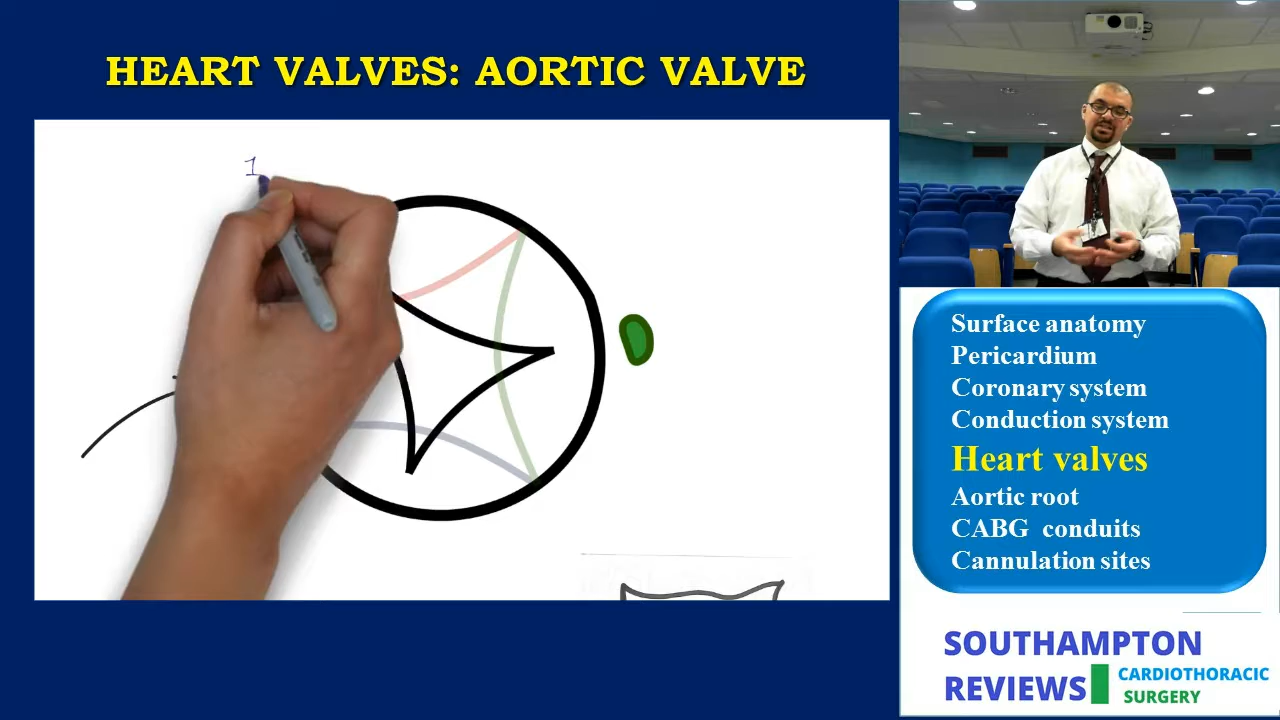 HEART VALVES: AORTIC VALVE
1
Surface anatomy
Pericardium
Coronary system
Conduction system
Heart valves
Aortic root
CABG conduits
Cannulation sites
SOUTHAMPTON
REVIEWS
CARDIOTHORACIC
SURGERY